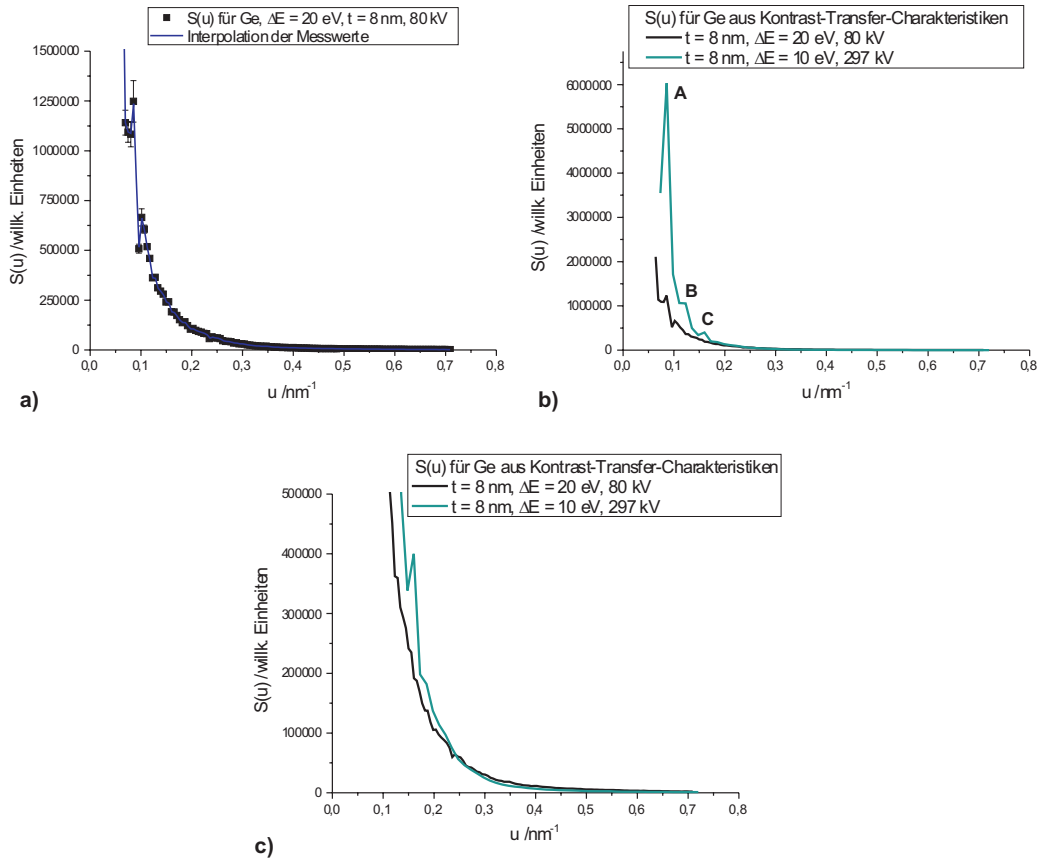 S(u) für Ge, ΔE = 20 eV, t = 8 nm, 80 kV
Interpolation der Messwerte
1500000
1250000
1000000
750000
500000
250000
0
S(u) /willk. Einheiten
0,0 0,1 0,2 0,3 0,4 0,5 0,6 0,7 0,8
u /nm⁻¹
a)
S(u) für Ge aus Kontrast-Transfer-Charakteristiken
t = 8 nm, ΔE = 20 eV, 80 kV
t = 8 nm, ΔE = 10 eV, 297 kV
6000000
5000000
4000000
3000000
2000000
1000000
0
S(u) /willk. Einheiten
A
B
C
0,0 0,1 0,2 0,3 0,4 0,5 0,6 0,7 0,8
u /nm⁻¹
b)
S(u) für Ge aus Kontrast-Transfer-Charakteristiken
t = 8 nm, ΔE = 20 eV, 80 kV
t = 8 nm, ΔE = 10 eV, 297 kV
500000
400000
300000
200000
100000
0
S(u) /willk. Einheiten
0,0 0,1 0,2 0,3 0,4 0,5 0,6 0,7 0,8
u /nm⁻¹
c)